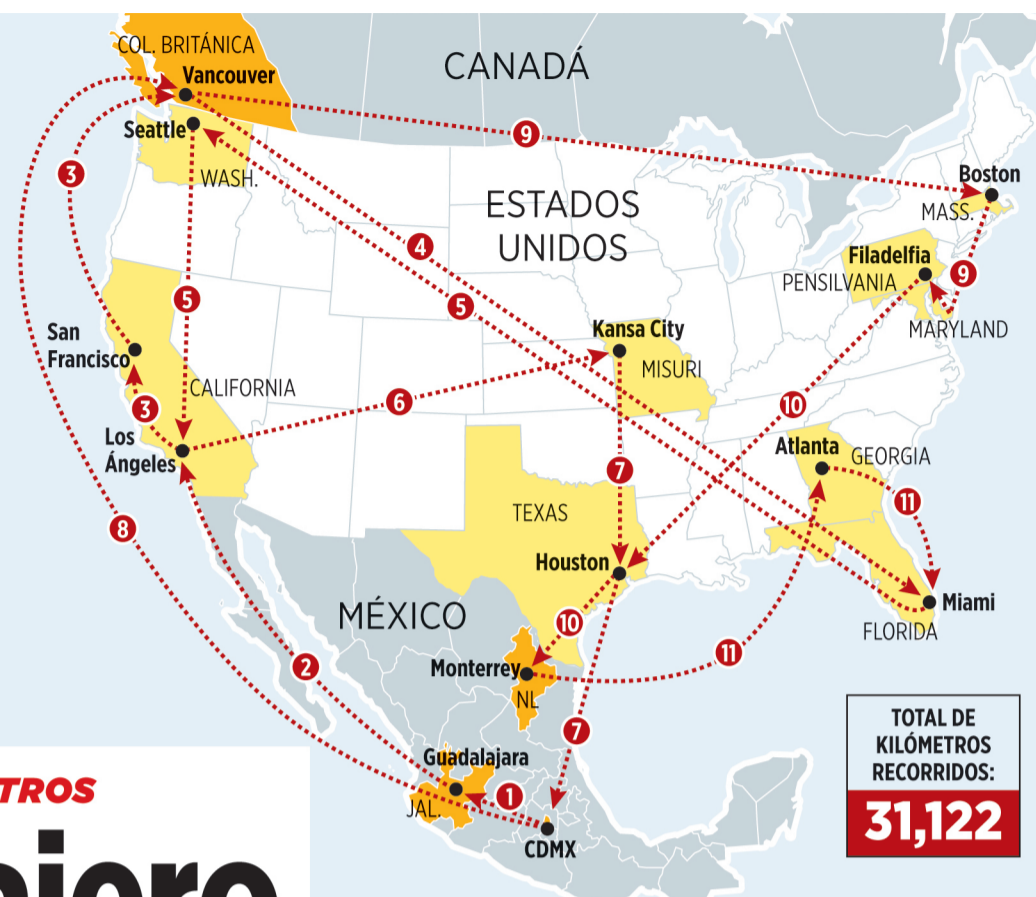 COL. BRITÁNICA
Vancouver
CANADÁ
Seattle
WASH.
9
3
Boston
MASS.
ESTADOS
UNIDOS
4
Filadelfia
PENSILVANIA
9
5
5
MARYLAND
San
Francisco
Kansa City
MISURI
CALIFORNIA
6
10
3
Los
Ángeles
Atlanta
GEORGIA
7
11
8
TEXAS
Houston
Miami
FLORIDA
MÉXICO
10
11
Monterrey
NL
2
7
Guadalajara
JAL.
1
CDMX
TOTAL DE
KILÓMETROS
RECORRIDOS:
31,122
TROS